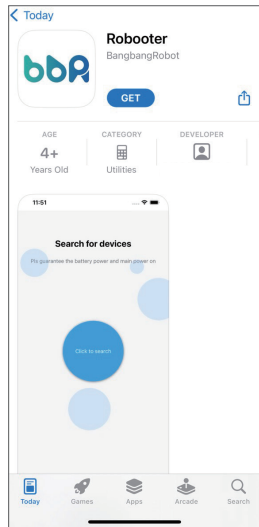 Today
bbR
Robooter
BangbangRobot
GET
AGE
4+
Years Old
CATEGORY
Utilities
DEVELOPER
11:51
Search for devices
Pls guarantee the battery power and main power on
Click to search
Today
Games
Apps
Arcade
Search